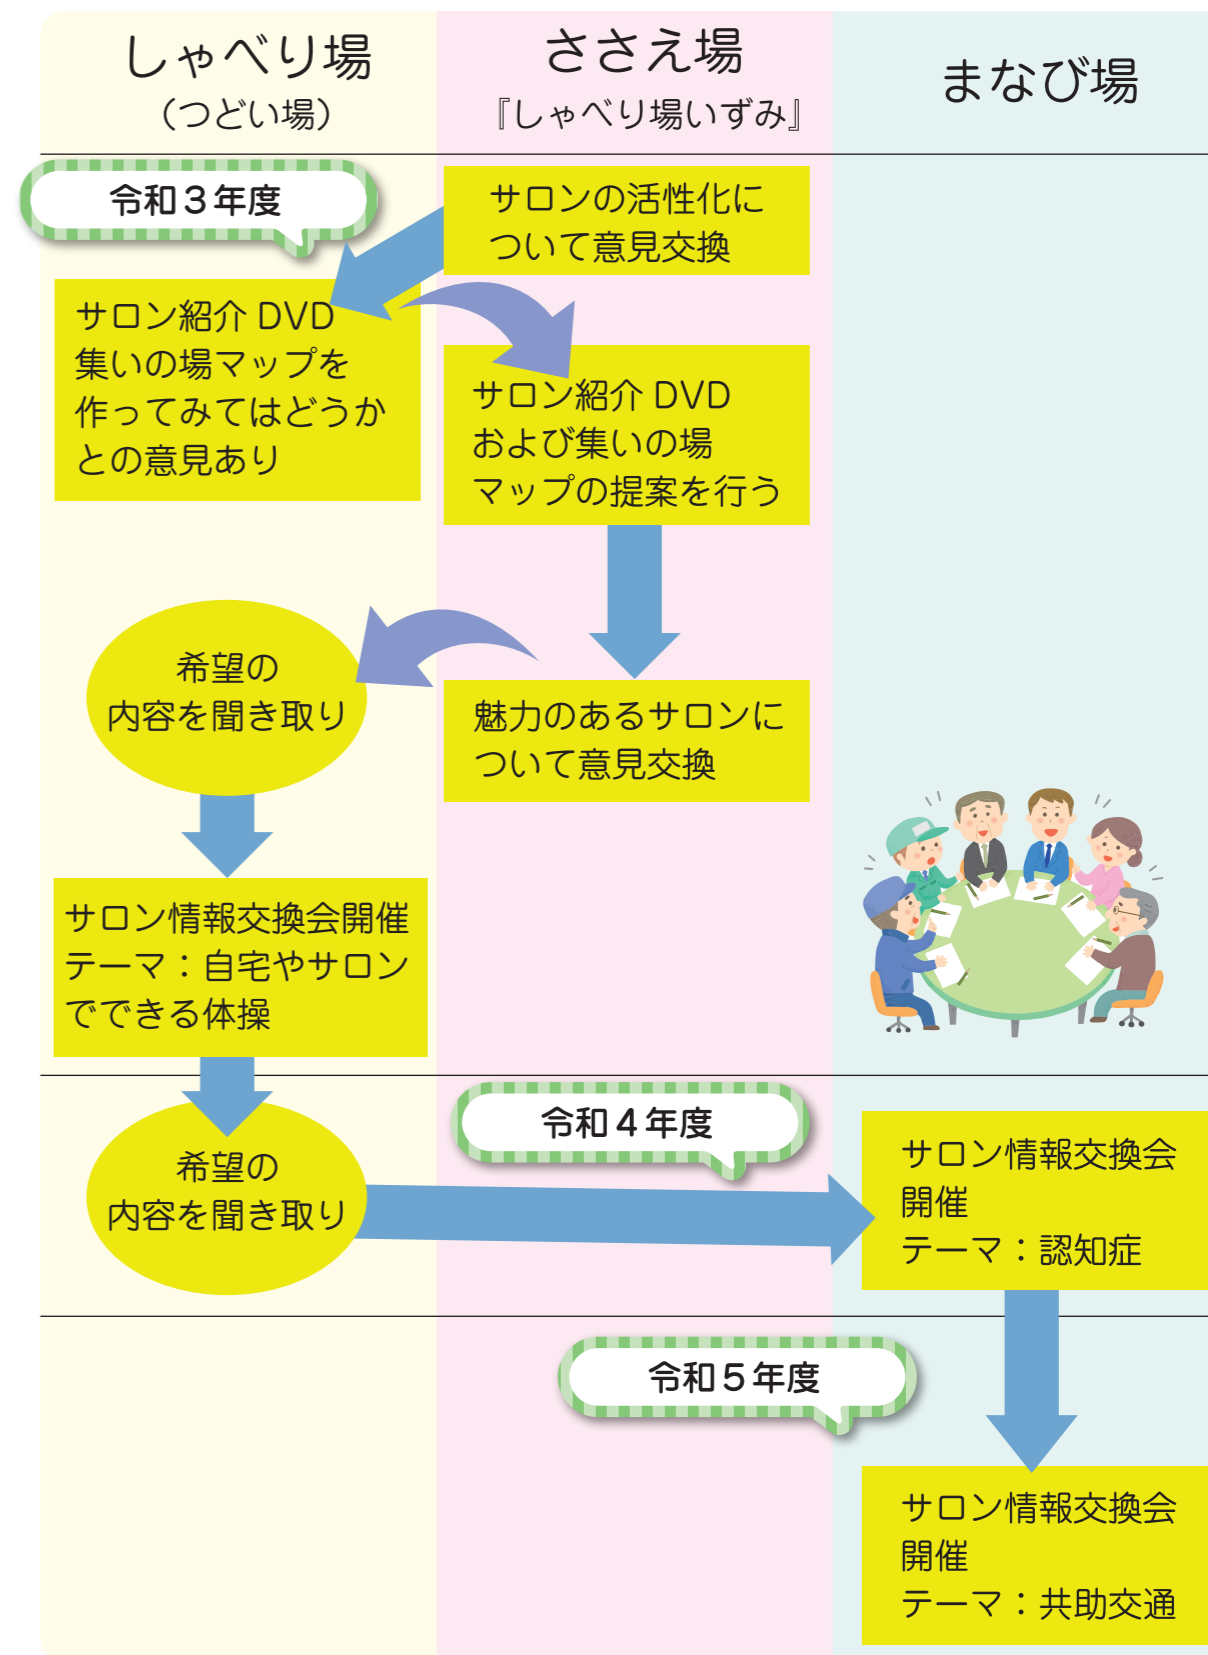 しゃべり場
（つどい場）
ささえ場
『しゃべり場いずみ』
まなび場
令和３年度
サロンの活性化に
ついて意見交換
サロン紹介 DVD
集いの場マップを
作ってみてはどうか
との意見あり
サロン紹介 DVD
および集いの場
マップの提案を行う
魅力のあるサロンに
ついて意見交換
希望の
内容を聞き取り
サロン情報交換会開催
テーマ：自宅やサロン
でできる体操
令和４年度
希望の
内容を聞き取り
サロン情報交換会
開催
テーマ：認知症
令和５年度
サロン情報交換会
開催
テーマ：共助交通